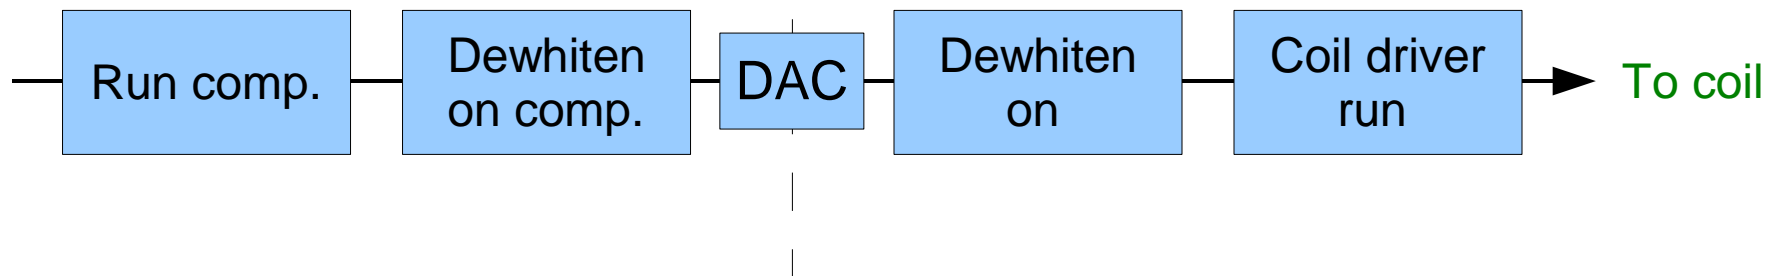 Run comp.
Dewhiten
on comp.
DAC
Dewhiten
on
Coil driver
run
To coil